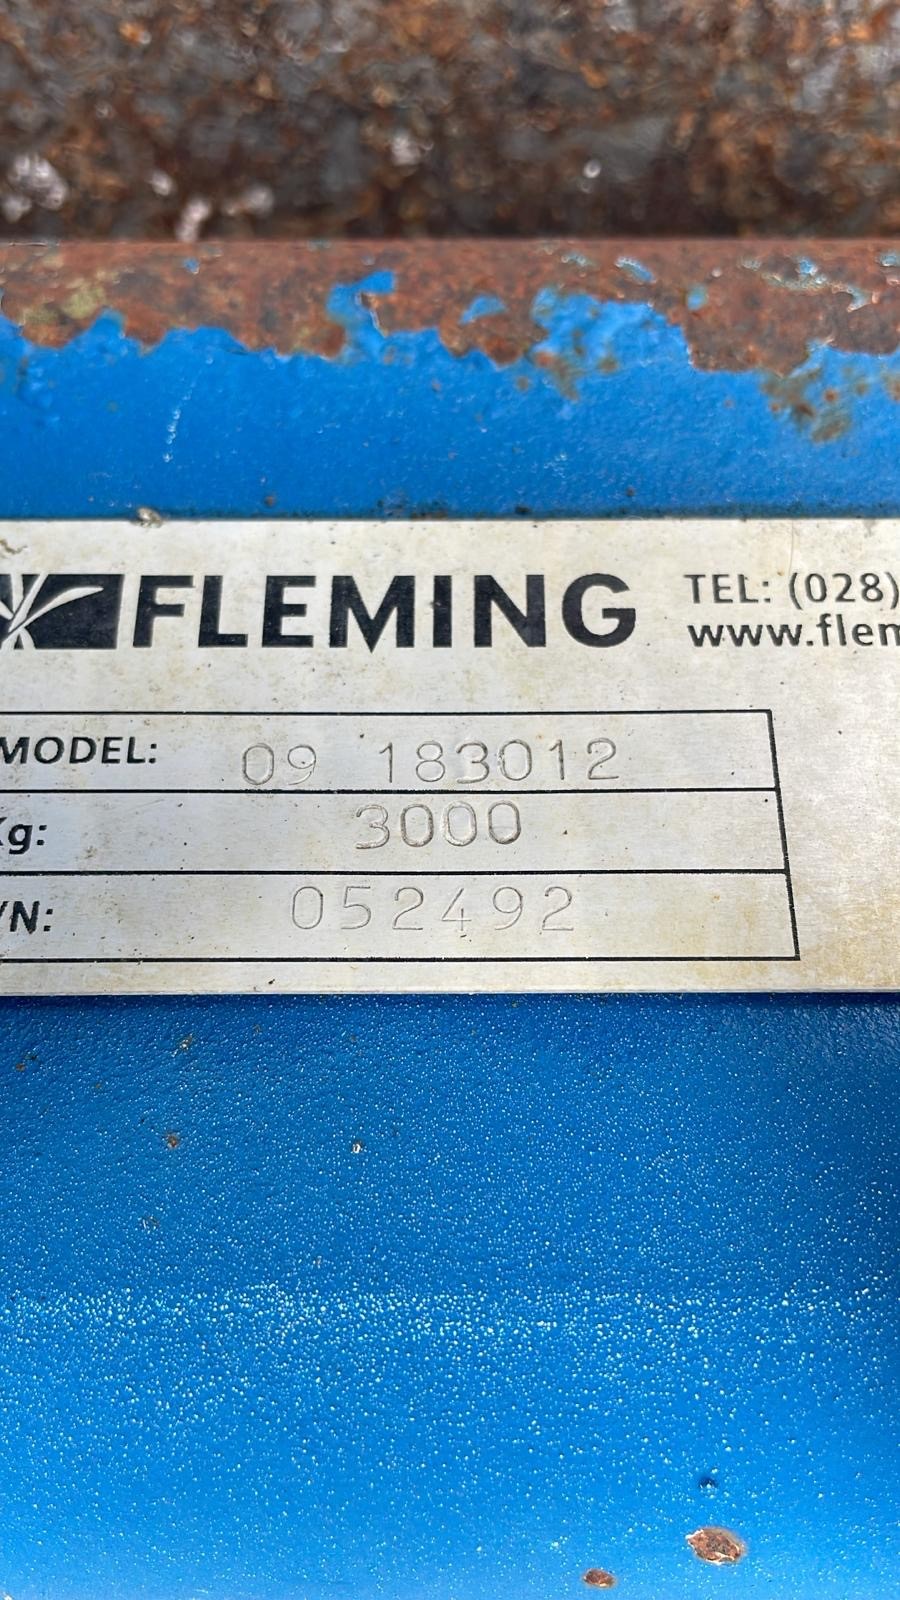 FLEMING
TEL: (028)
www.flem
MODEL: 09 183012
Kg: 3000
/N: 052492